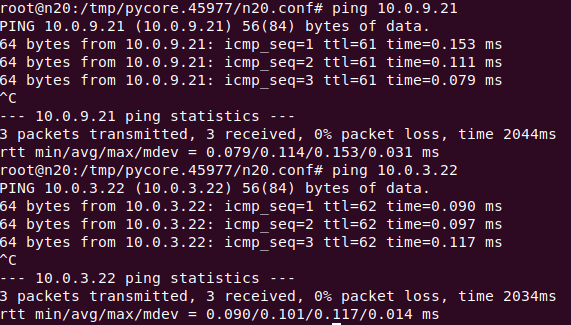 root@n20:/tmp/pycore.45977/n20.conf# ping 10.0.9.21
PING 10.0.9.21 (10.0.9.21) 56(84) bytes of data.
64 bytes from 10.0.9.21: icmp_seq=1 ttl=61 time=0.153 ms
64 bytes from 10.0.9.21: icmp_seq=2 ttl=61 time=0.111 ms
64 bytes from 10.0.9.21: icmp_seq=3 ttl=61 time=0.079 ms
^C
--- 10.0.9.21 ping statistics ---
3 packets transmitted, 3 received, 0% packet loss, time 2044ms
rtt min/avg/max/mdev = 0.079/0.114/0.153/0.031 ms
root@n20:/tmp/pycore.45977/n20.conf# ping 10.0.3.22
PING 10.0.3.22 (10.0.3.22) 56(84) bytes of data.
64 bytes from 10.0.3.22: icmp_seq=1 ttl=62 time=0.090 ms
64 bytes from 10.0.3.22: icmp_seq=2 ttl=62 time=0.097 ms
64 bytes from 10.0.3.22: icmp_seq=3 ttl=62 time=0.117 ms
^C
--- 10.0.3.22 ping statistics ---
3 packets transmitted, 3 received, 0% packet loss, time 2034ms
rtt min/avg/max/mdev = 0.090/0.101/0.117/0.014 ms